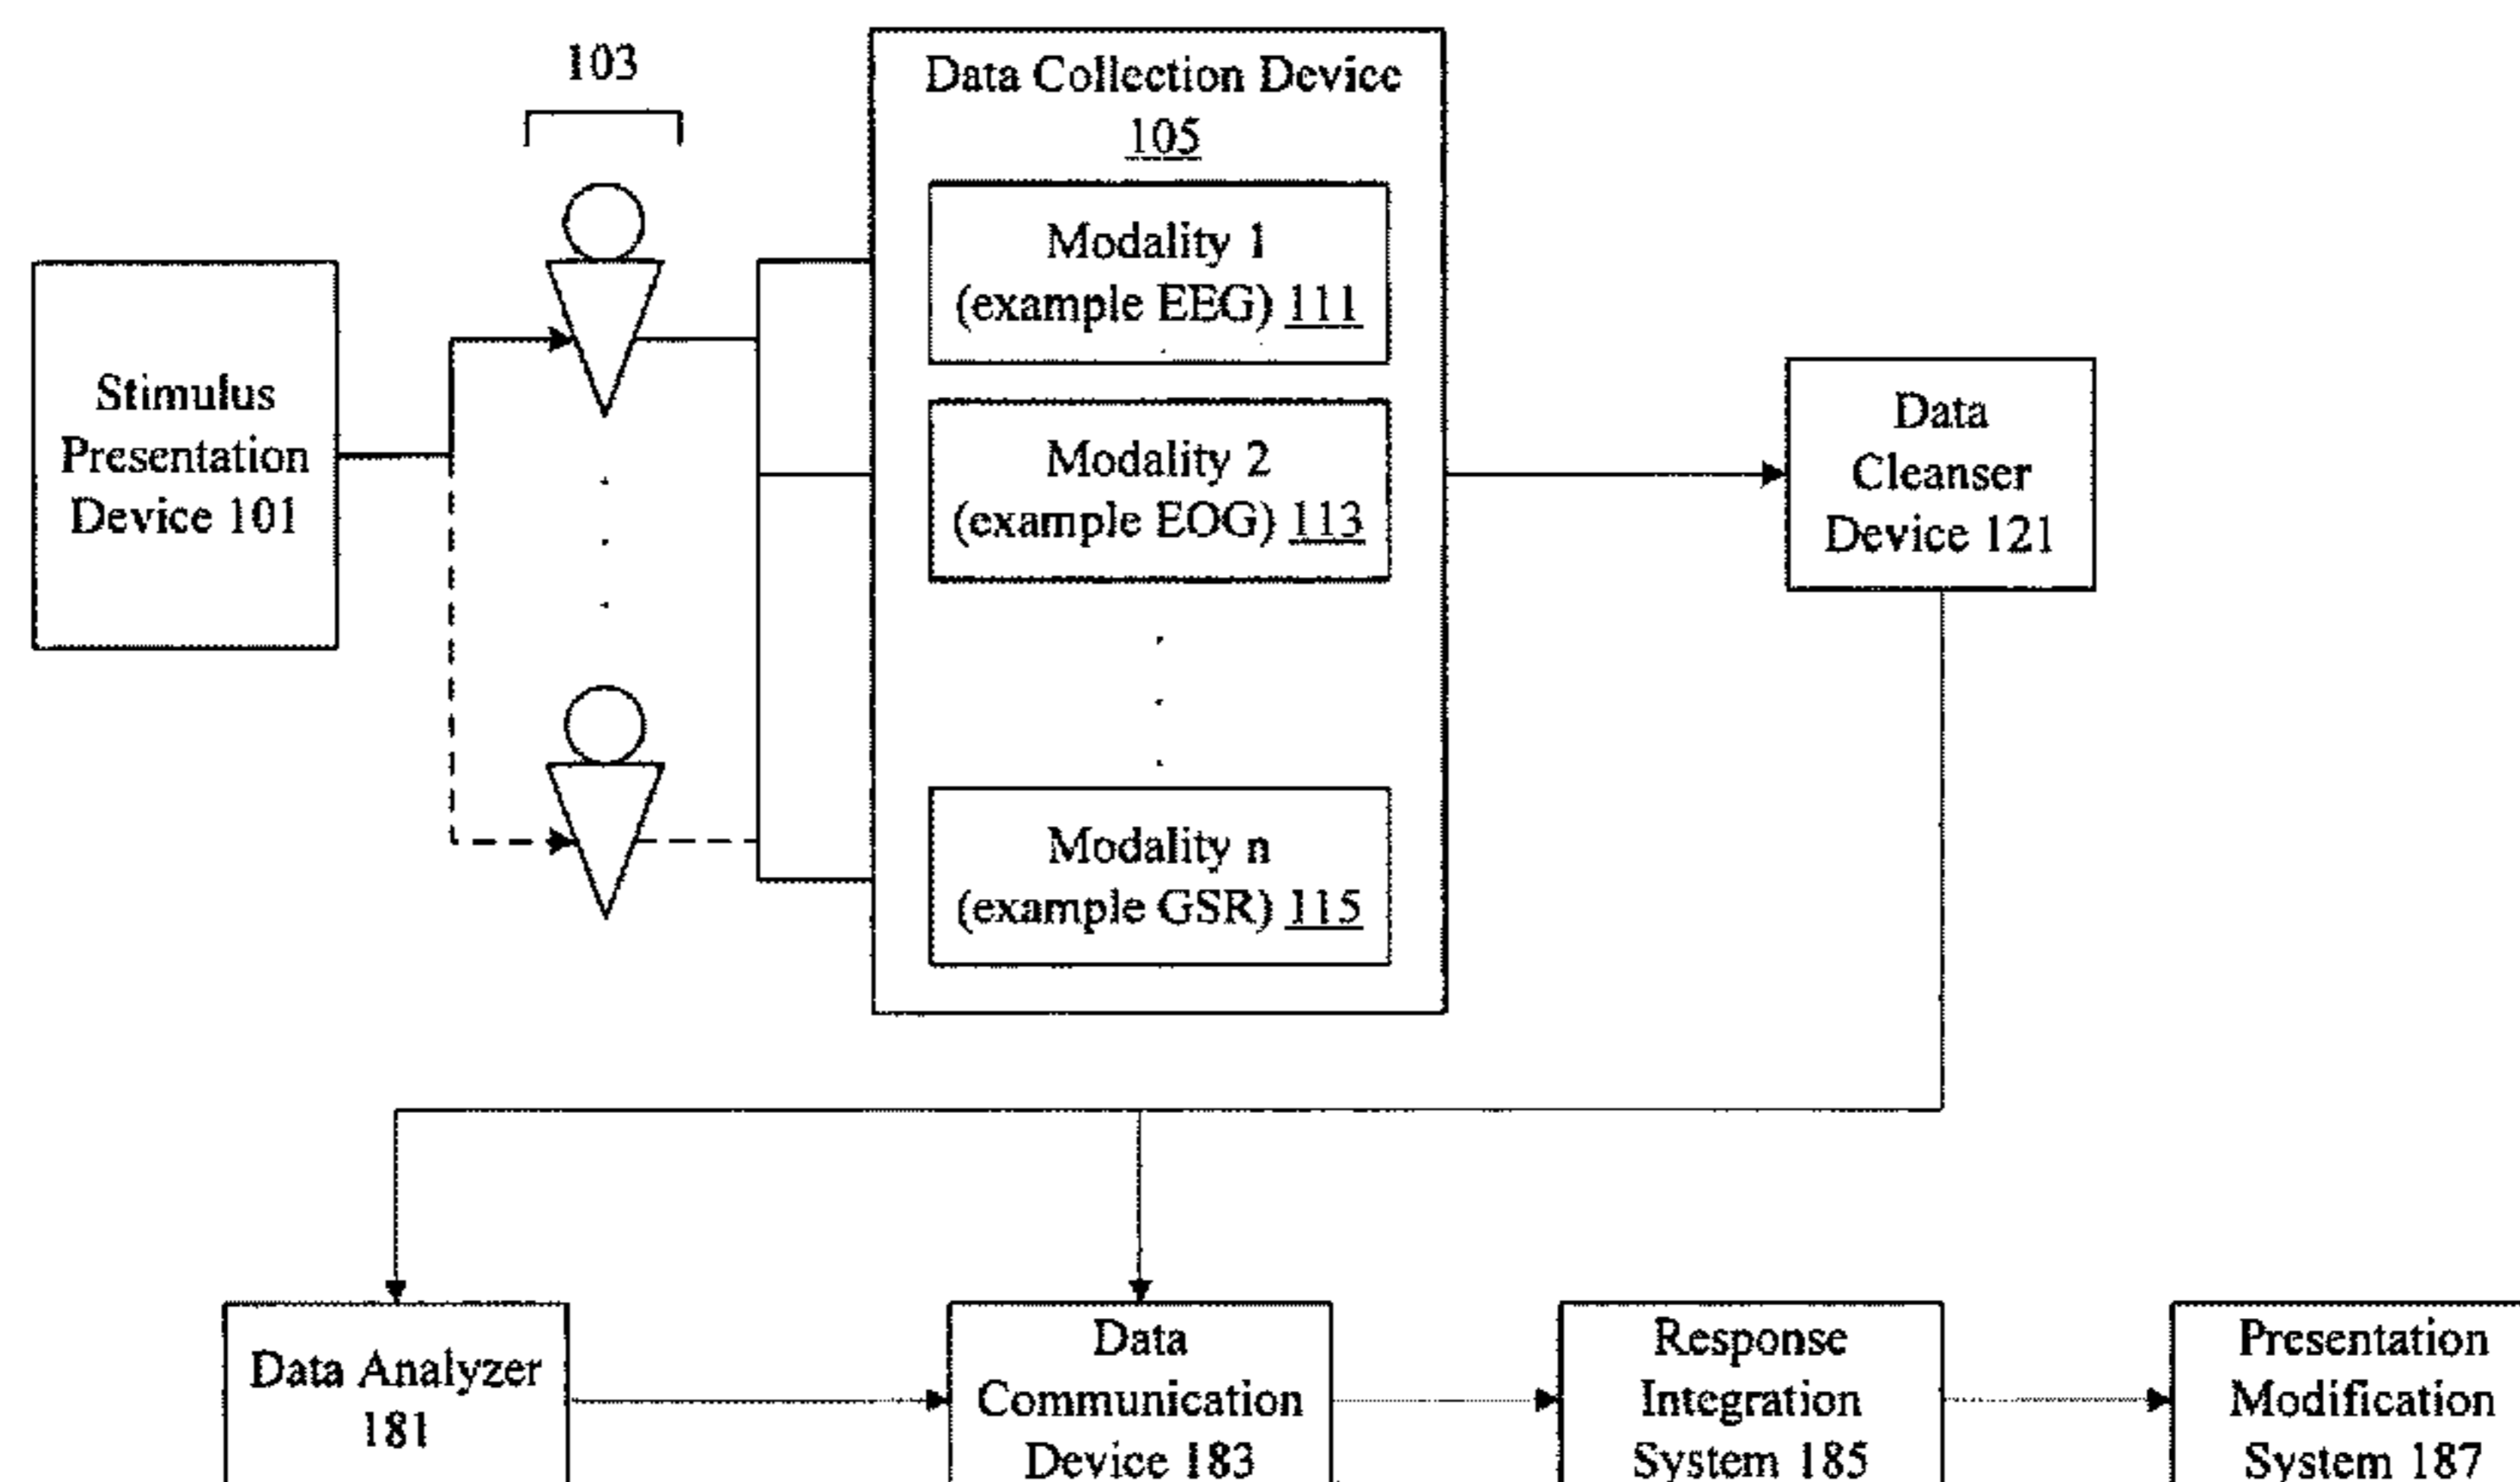 103
Data Collection Device
105
Modality 1
(example EEG) 111
Stimulus
Presentation
Device 101
Modality 2
(example EOG) 113
Data
Cleanser
Device 121
Modality n
(example GSR) 115
Data Analyzer
181
Data
Communication
Device 183
Response
Integration
System 185
Presentation
Modification
System 187